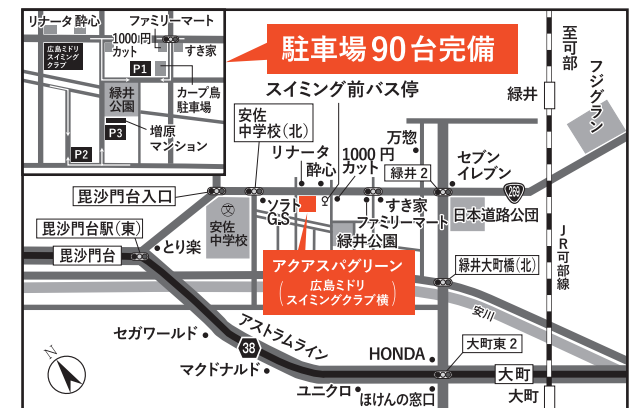 リナータ 酔心
ファミリーマート
1000円
カット
すき家
広島ミドリ
スイミング
クラブ
P1
カープ鳥
駐車場
緑井
公園
P3
増原
マンション
P2
駐車場90台完備
至可部
フジグラン
緑井
スイミング前バス停
安佐
中学校(北)
万惣
リナータ
酔心
1000円
カット
緑井2
セブン
イレブン
毘沙門台入口
文
安佐
中学校
ソラト
G.S
すき家
ファミリーマート
日本道路公団
269
緑井公園
毘沙門台駅(東)
毘沙門台
とり楽
アクアスパグリーン
(広島ミドリ
スイミングクラブ横)
緑井大町橋(北)
JR可部線
安川
セガワールド
アストラムライン
38
マクドナルド
HONDA
大町東2
大町
ユニクロ
ほけんの窓口
大町
N